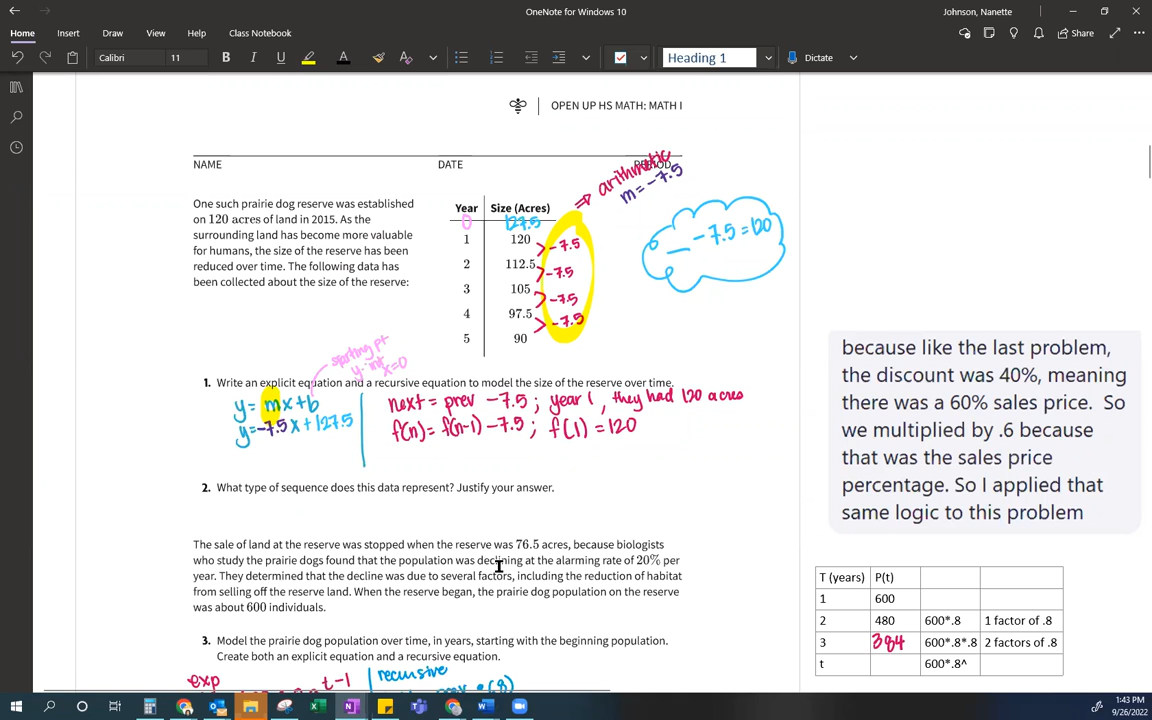 OneNote for Windows 10
Johnson, Nanette
Home Insert Draw View Help Class Notebook
Share
Calibri 11 B I U A Heading 1 Dictate
OPEN UP HS MATH: MATH I
NAME DATE PERIOD
arithmetic
m = -7.5
One such prairie dog reserve was established
on 120 acres of land in 2015. As the
surrounding land has become more valuable
for humans, the size of the reserve has been
reduced over time. The following data has
been collected about the size of the reserve:
Year Size (Acres)
0 127.5
1 120
2 112.5
3 105
4 97.5
5 90
-7.5
-7.5
-7.5
-7.5
__ -7.5 = 120
starting pt
y-int
x=0
1. Write an explicit equation and a recursive equation to model the size of the reserve over time.
y = mx + b
y = -7.5x + 127.5
next = prev -7.5 ; year 1, they had 120 acres
f(n) = f(n-1) - 7.5 ; f(1) = 120
2. What type of sequence does this data represent? Justify your answer.
The sale of land at the reserve was stopped when the reserve was 76.5 acres, because biologists
who study the prairie dogs found that the population was declining at the alarming rate of 20% per
year. They determined that the decline was due to several factors, including the reduction of habitat
from selling off the reserve land. When the reserve began, the prairie dog population on the reserve
was about 600 individuals.
3. Model the prairie dog population over time, in years, starting with the beginning population.
Create both an explicit equation and a recursive equation.
exp
t-1
recursive
because like the last problem,
the discount was 40%, meaning
there was a 60% sales price. So
we multiplied by .6 because
that was the sales price
percentage. So I applied that
same logic to this problem
T (years) P(t)
1 600
2 480 600*.8 1 factor of .8
3 384 600*.8*.8 2 factors of .8
t 600*.8^
1:43 PM
9/26/2022